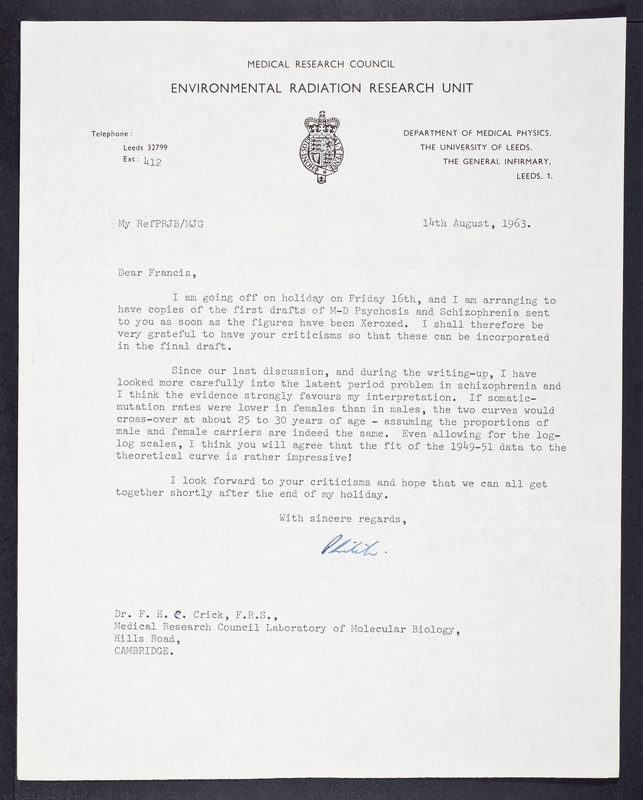 MEDICAL RESEARCH COUNCIL
ENVIRONMENTAL RADIATION RESEARCH UNIT
Telephone:
Leeds 32799
Ext: 412
DEPARTMENT OF MEDICAL PHYSICS.
THE UNIVERSITY OF LEEDS.
THE GENERAL INFIRMARY.
LEEDS. 1.
My RefPRJB/MJG
14th August, 1963.
Dear Francis,
I am going off on holiday on Friday 16th, and I am arranging to
have copies of the first drafts of M-D Psychosis and Schizophrenia sent
to you as soon as the figures have been Xeroxed. I shall therefore be
very grateful to have your criticisms so that these can be incorporated
in the final draft.
Since our last discussion, and during the writing-up, I have
looked more carefully into the latent period problem in schizophrenia and
I think the evidence strongly favours my interpretation. If somatic-
mutation rates were lower in females than in males, the two curves would
cross-over at about 25 to 30 years of age - assuming the proportions of
male and female carriers are indeed the same. Even allowing for the log-
log scales, I think you will agree that the fit of the 1949-51 data to the
theoretical curve is rather impressive!
I look forward to your criticisms and hope that we can all get
together shortly after the end of my holiday.
With sincere regards,
Philip.
Dr. F. H. C. Crick, F.R.S.,
Medical Research Council Laboratory of Molecular Biology,
Hills Road,
CAMBRIDGE.